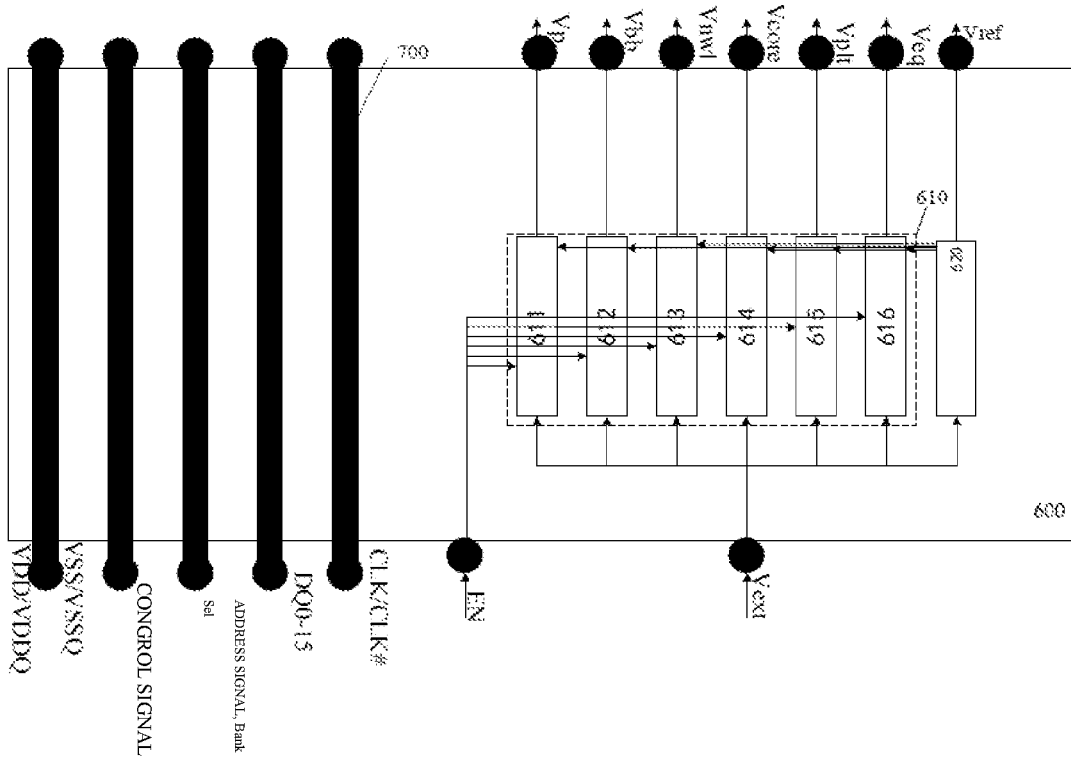 Vp
Vbb
Vnwl
Vcore
Vplt
Veq
Vref
700
610
620
611
612
613
614
615
616
600
VDD/VDDQ
VSS/VSSQ
CONGROL SIGNAL
Sel
ADDRESS SIGNAL, Bank
DQ0~15
CLK/CLK#
EN
Vext